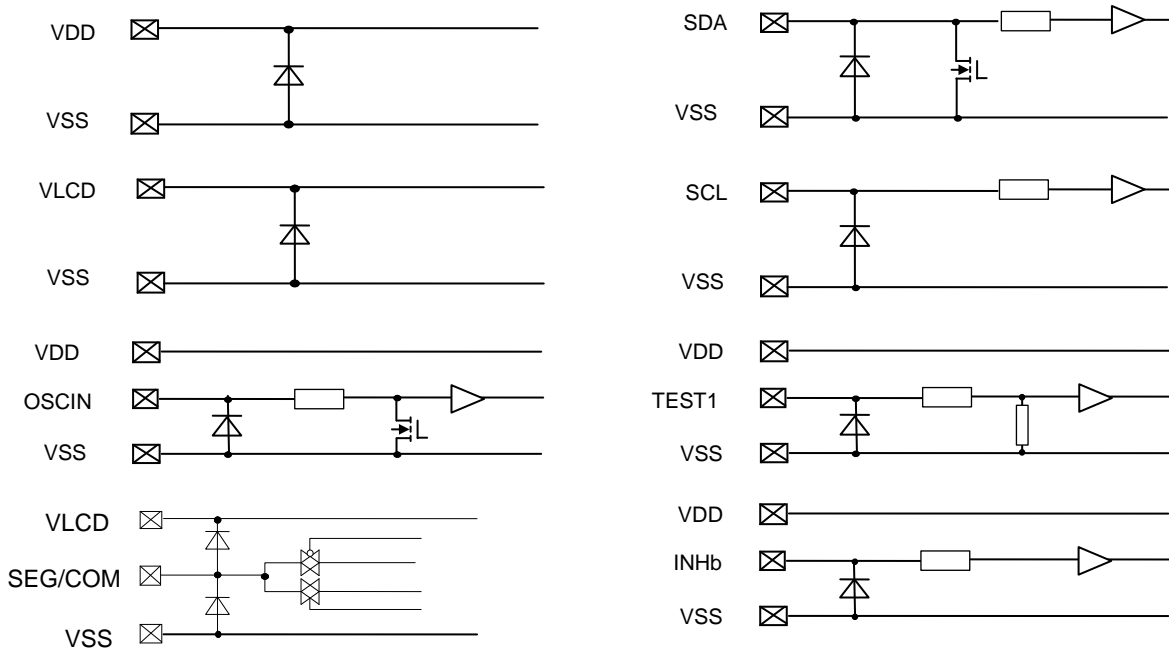 VDD
VSS
VLCD
VSS
VDD
OSCIN
VSS
VLCD
SEG/COM
VSS
SDA
VSS
SCL
VSS
VDD
TEST1
VSS
VDD
INHb
VSS